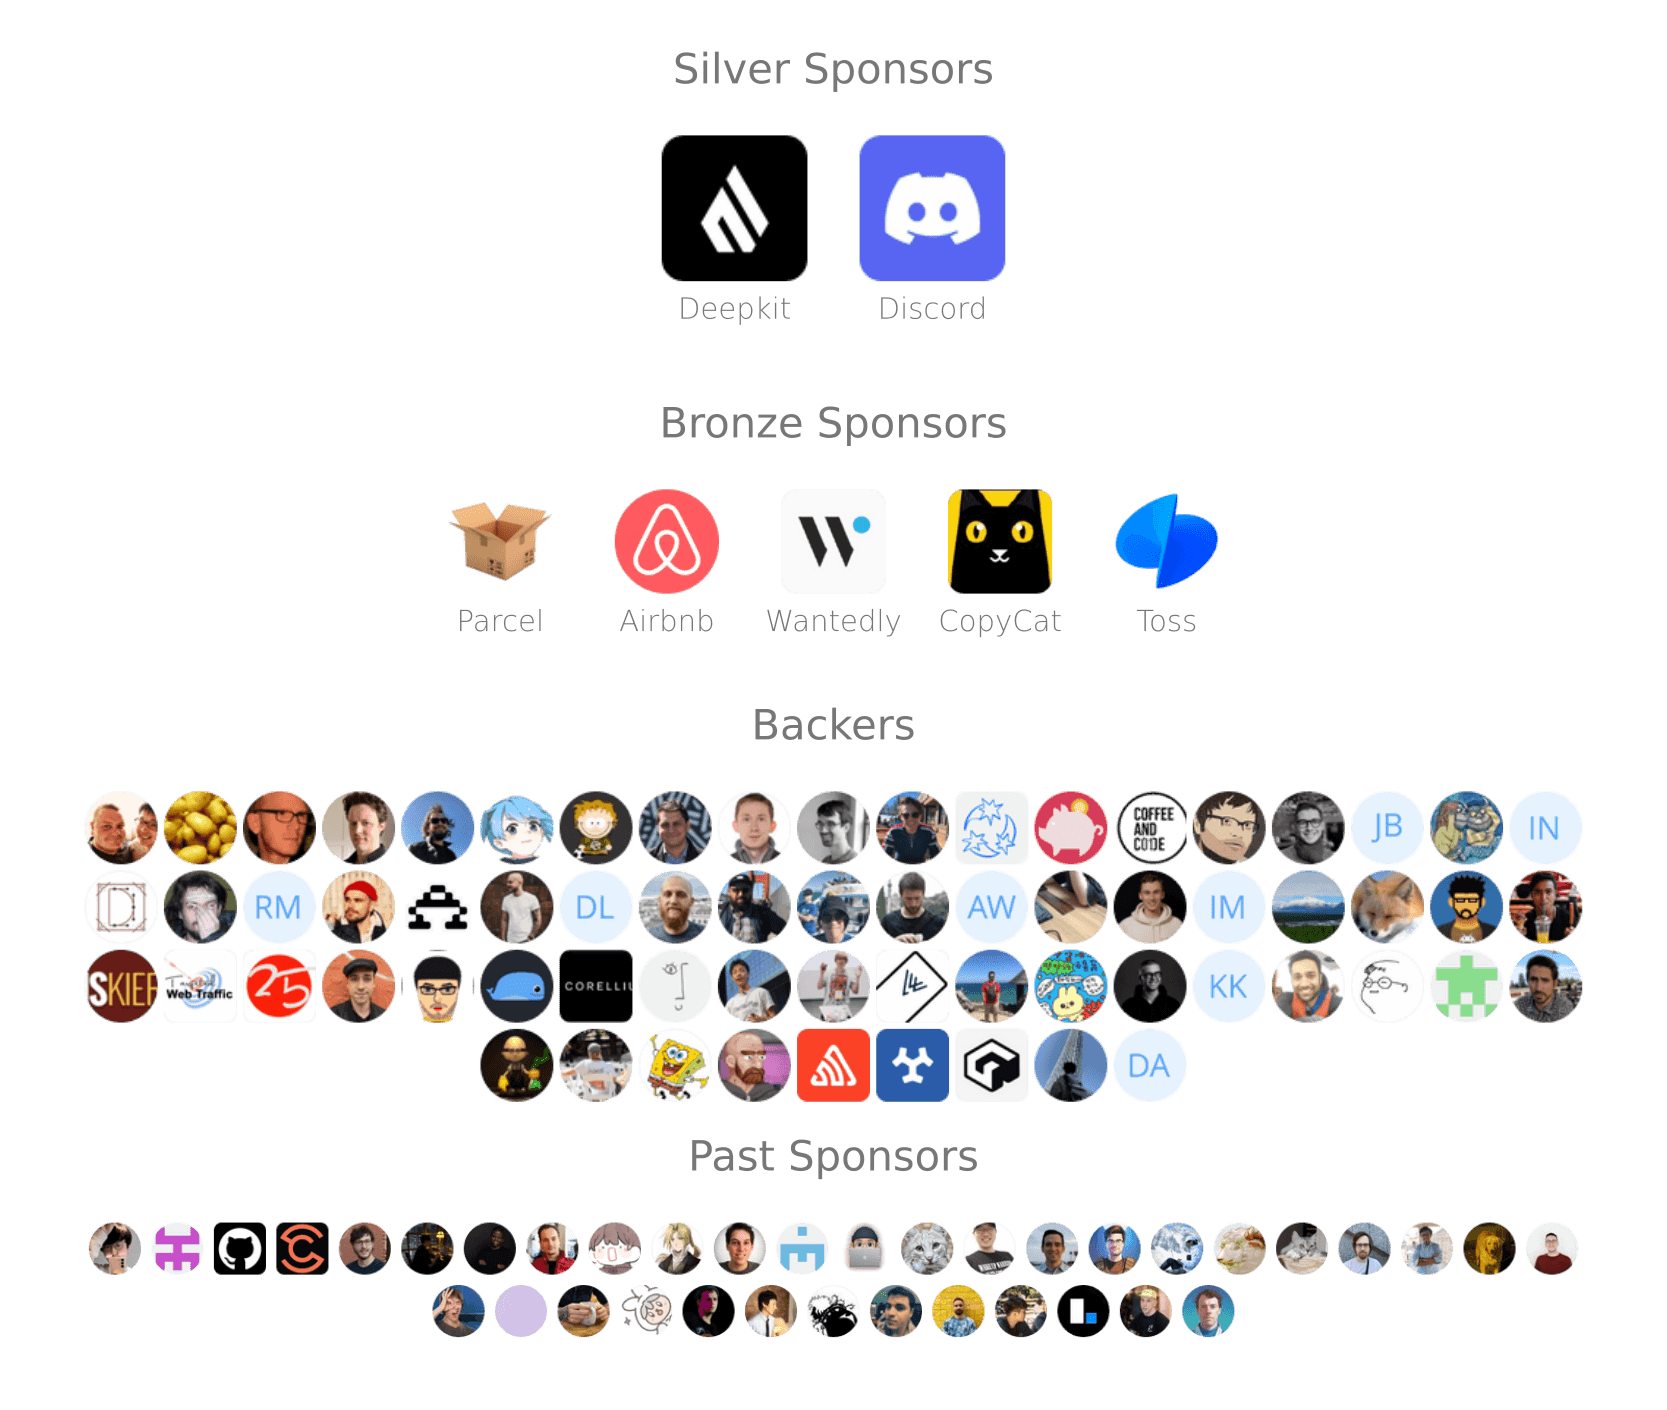 Silver Sponsors
Deepkit
Discord
Bronze Sponsors
Parcel
Airbnb
Wantedly
CopyCat
Toss
Backers
COFFEE
AND
CODE
JB
IN
RM
DL
AW
IM
SKIEF
Web Traffic
25
CORELLIU
KK
DA
Past Sponsors